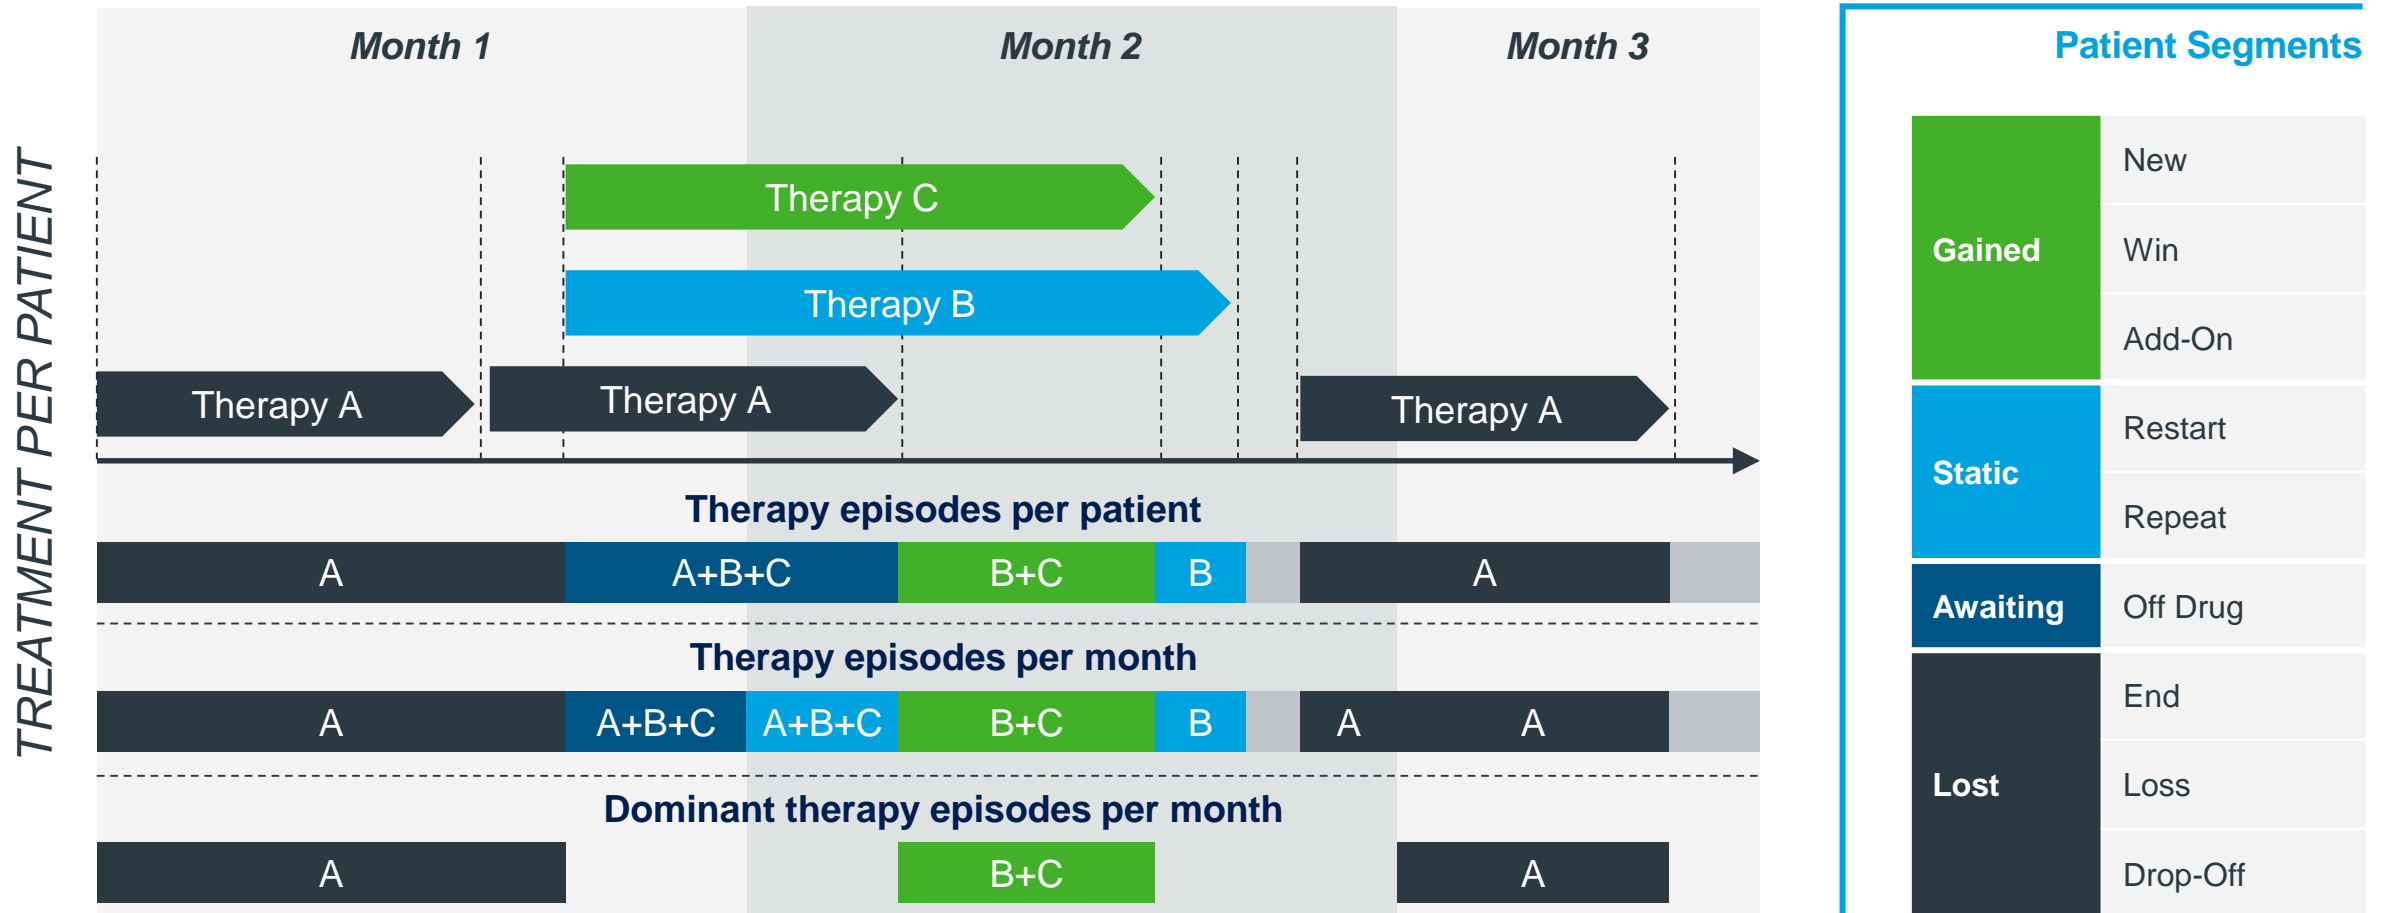 Month 1
Month 2
Month 3
TREATMENT PER PATIENT
Therapy C
Therapy B
Therapy A
Therapy A
Therapy A
Therapy episodes per patient
A
A+B+C
B+C
B
A
Therapy episodes per month
A
A+B+C
A+B+C
B+C
B
A
A
Dominant therapy episodes per month
A
B+C
A
Patient Segments
Gained
New
Win
Add-On
Static
Restart
Repeat
Awaiting
Off Drug
Lost
End
Loss
Drop-Off